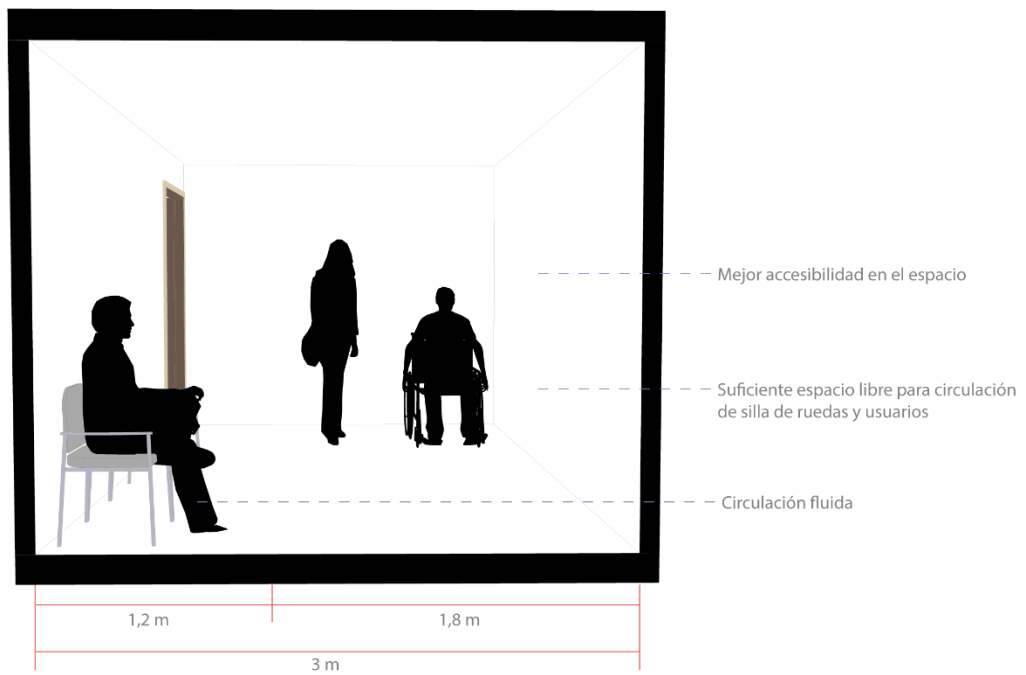 Mejor accesibilidad en el espacio
Suficiente espacio libre para circulación
de silla de ruedas y usuarios
Circulación fluida
1,2 m
1,8 m
3 m